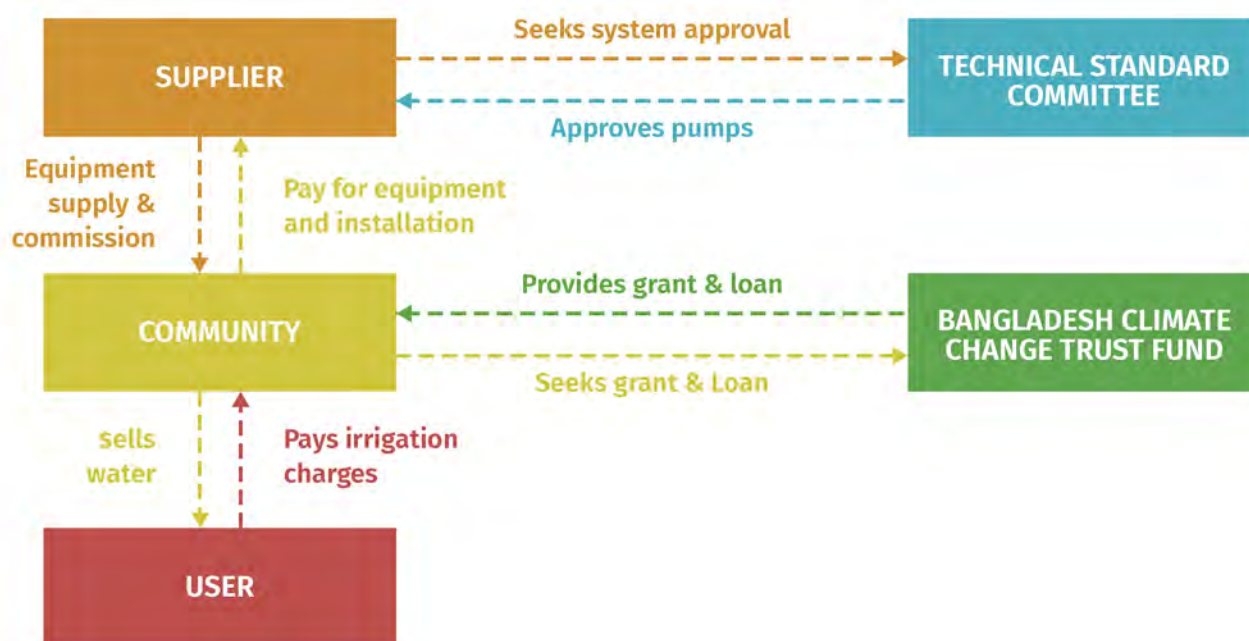 Seeks system approval
SUPPLIER
TECHNICAL STANDARD
COMMITTEE
Approves pumps
Equipment
supply &
commission
Pay for equipment
and installation
Provides grant & loan
COMMUNITY
BANGLADESH CLIMATE
CHANGE TRUST FUND
Seeks grant & Loan
sells
water
Pays irrigation
charges
USER